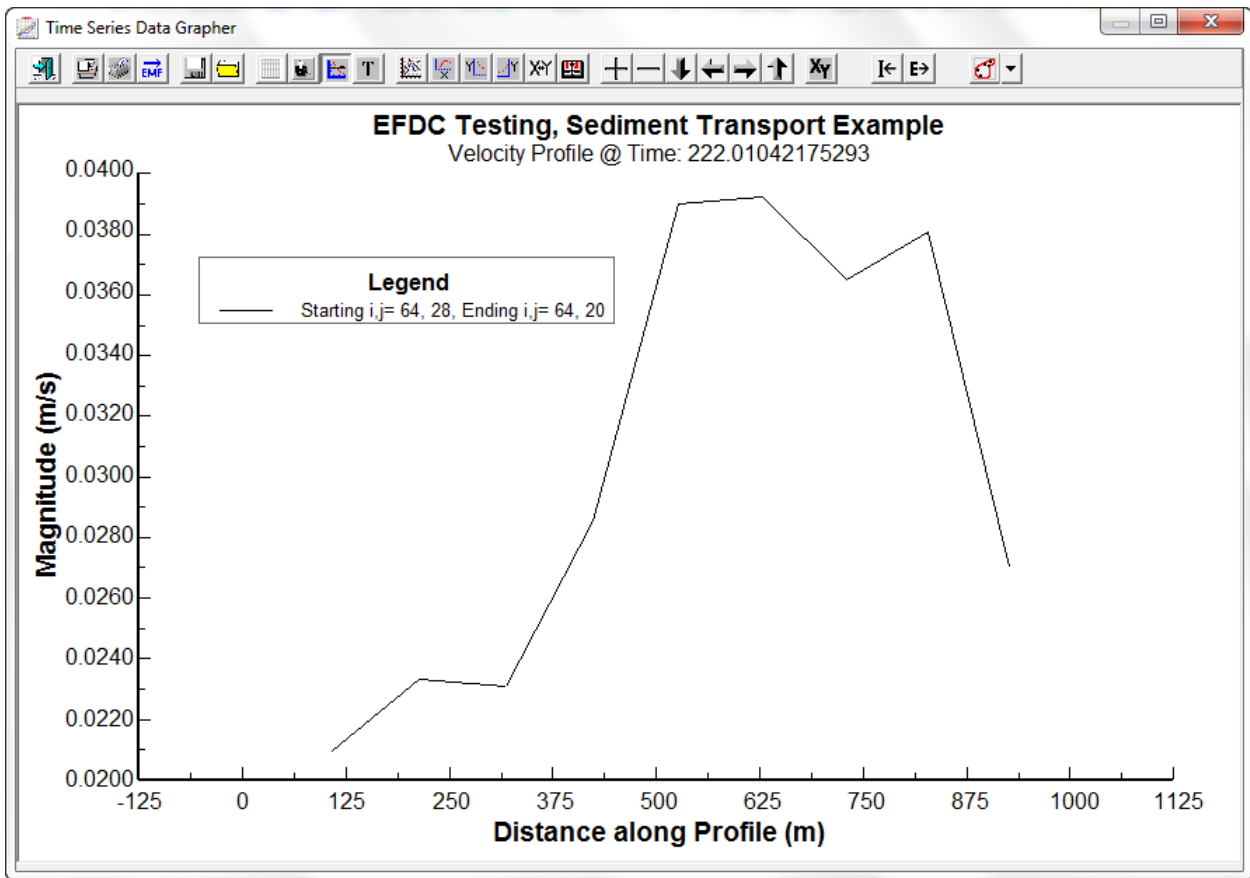 Time Series Data Grapher
EMF
T
X↔Y
XY
I←
E→
EFDC Testing, Sediment Transport Example
Velocity Profile @ Time: 222.01042175293
0.0400
0.0380
0.0360
0.0340
0.0320
0.0300
0.0280
0.0260
0.0240
0.0220
0.0200
Magnitude (m/s)
Legend
Starting i,j= 64, 28, Ending i,j= 64, 20
-125 0 125 250 375 500 625 750 875 1000 1125
Distance along Profile (m)